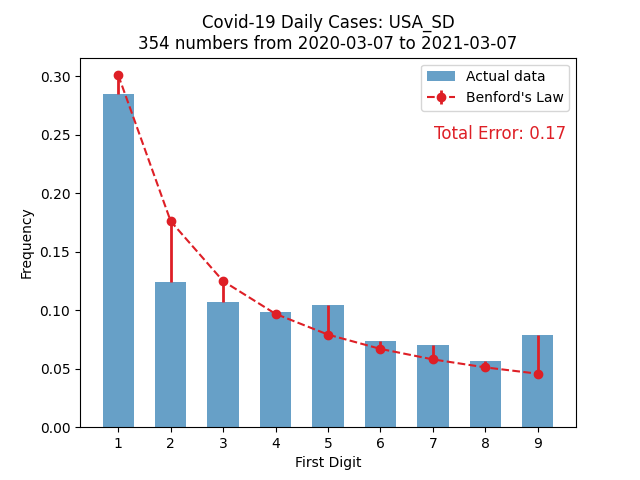 Covid-19 Daily Cases: USA_SD
354 numbers from 2020-03-07 to 2021-03-07
Actual data
Benford's Law
Total Error: 0.17
Frequency
0.30
0.25
0.20
0.15
0.10
0.05
0.00
1 2 3 4 5 6 7 8 9
First Digit